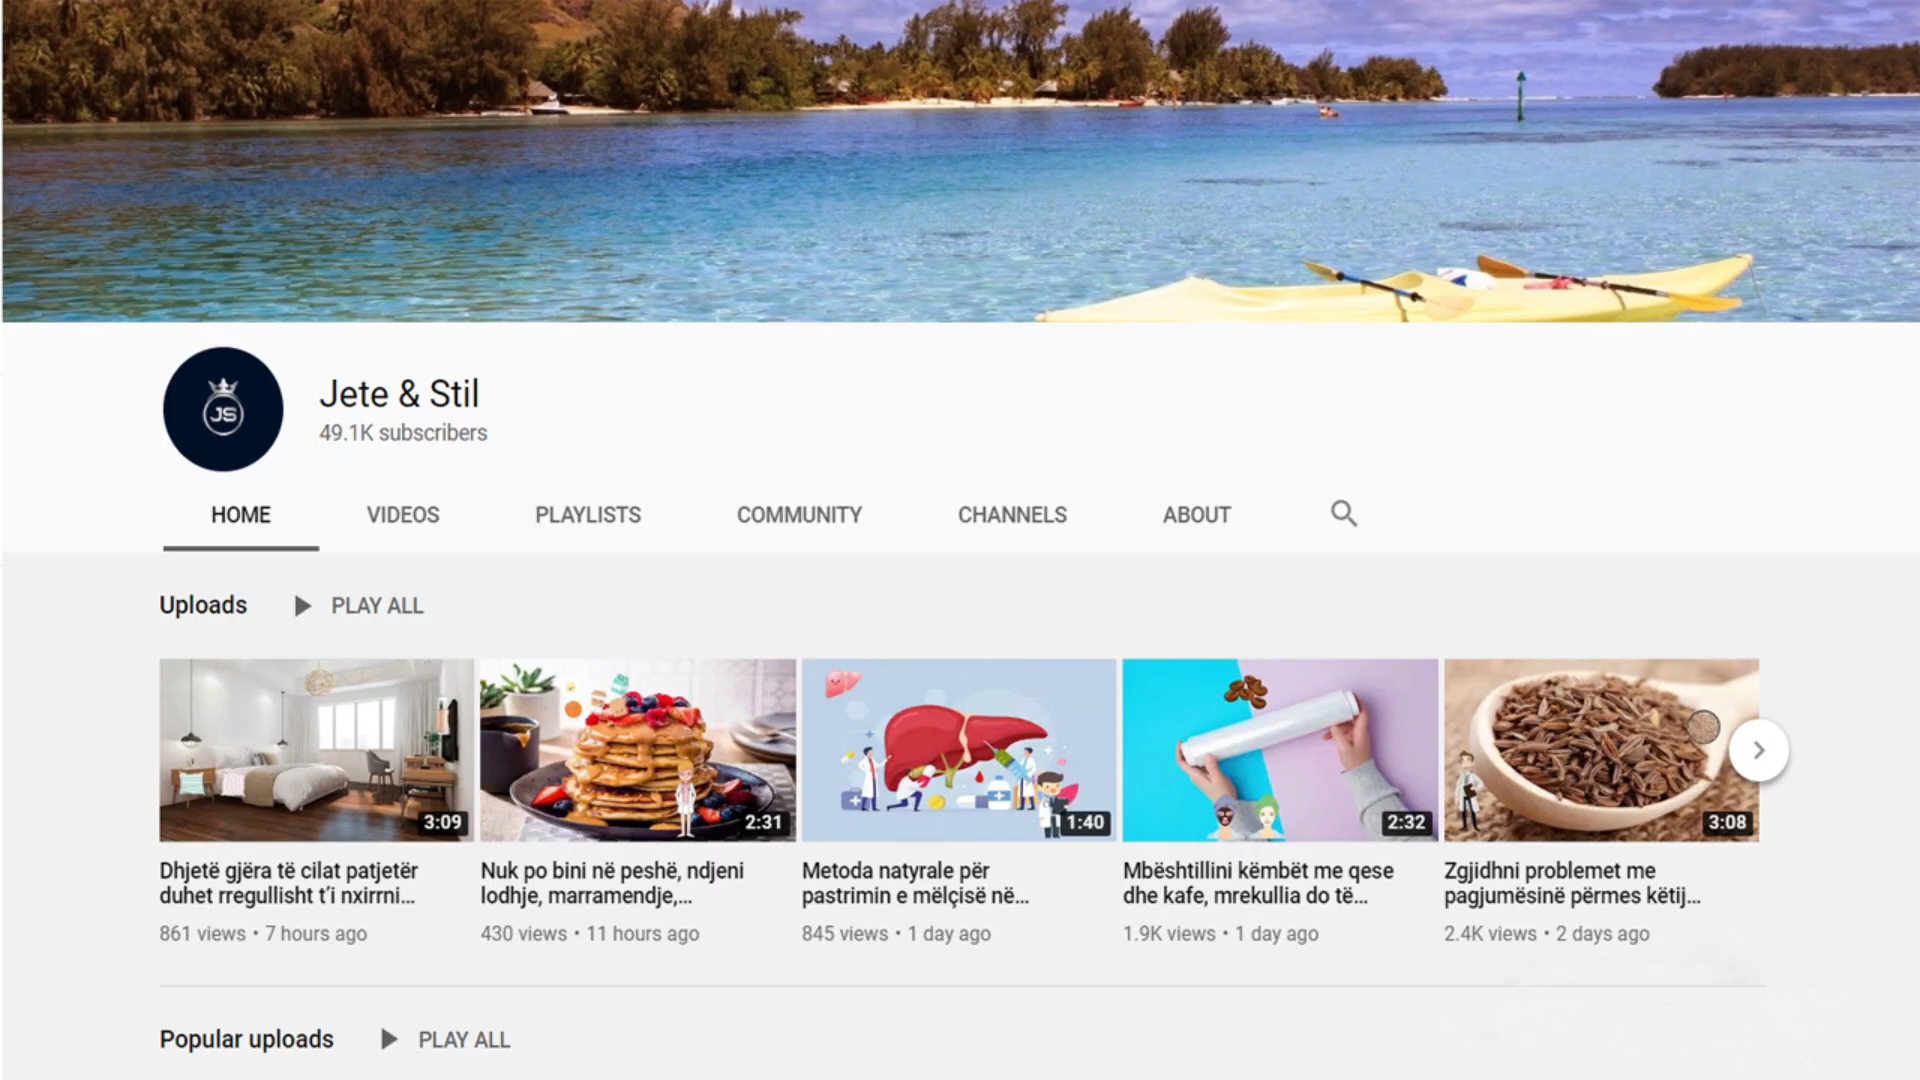 JS
Jete & Stil
49.1K subscribers
HOME VIDEOS PLAYLISTS COMMUNITY CHANNELS ABOUT
Uploads PLAY ALL
3:09 2:31 1:40 2:32 3:08
Dhjetë gjëra të cilat patjetër
duhet rregullisht t’i nxirrni...
861 views • 7 hours ago
Nuk po bini në peshë, ndjeni
lodhje, marramendje,...
430 views • 11 hours ago
Metoda natyrale për
pastrimin e mëlçisë në...
845 views • 1 day ago
Mbështillini këmbët me qese
dhe kafe, mrekullia do të...
1.9K views • 1 day ago
Zgjidhni problemet me
pagjumësinë përmes këtij...
2.4K views • 2 days ago
Popular uploads PLAY ALL